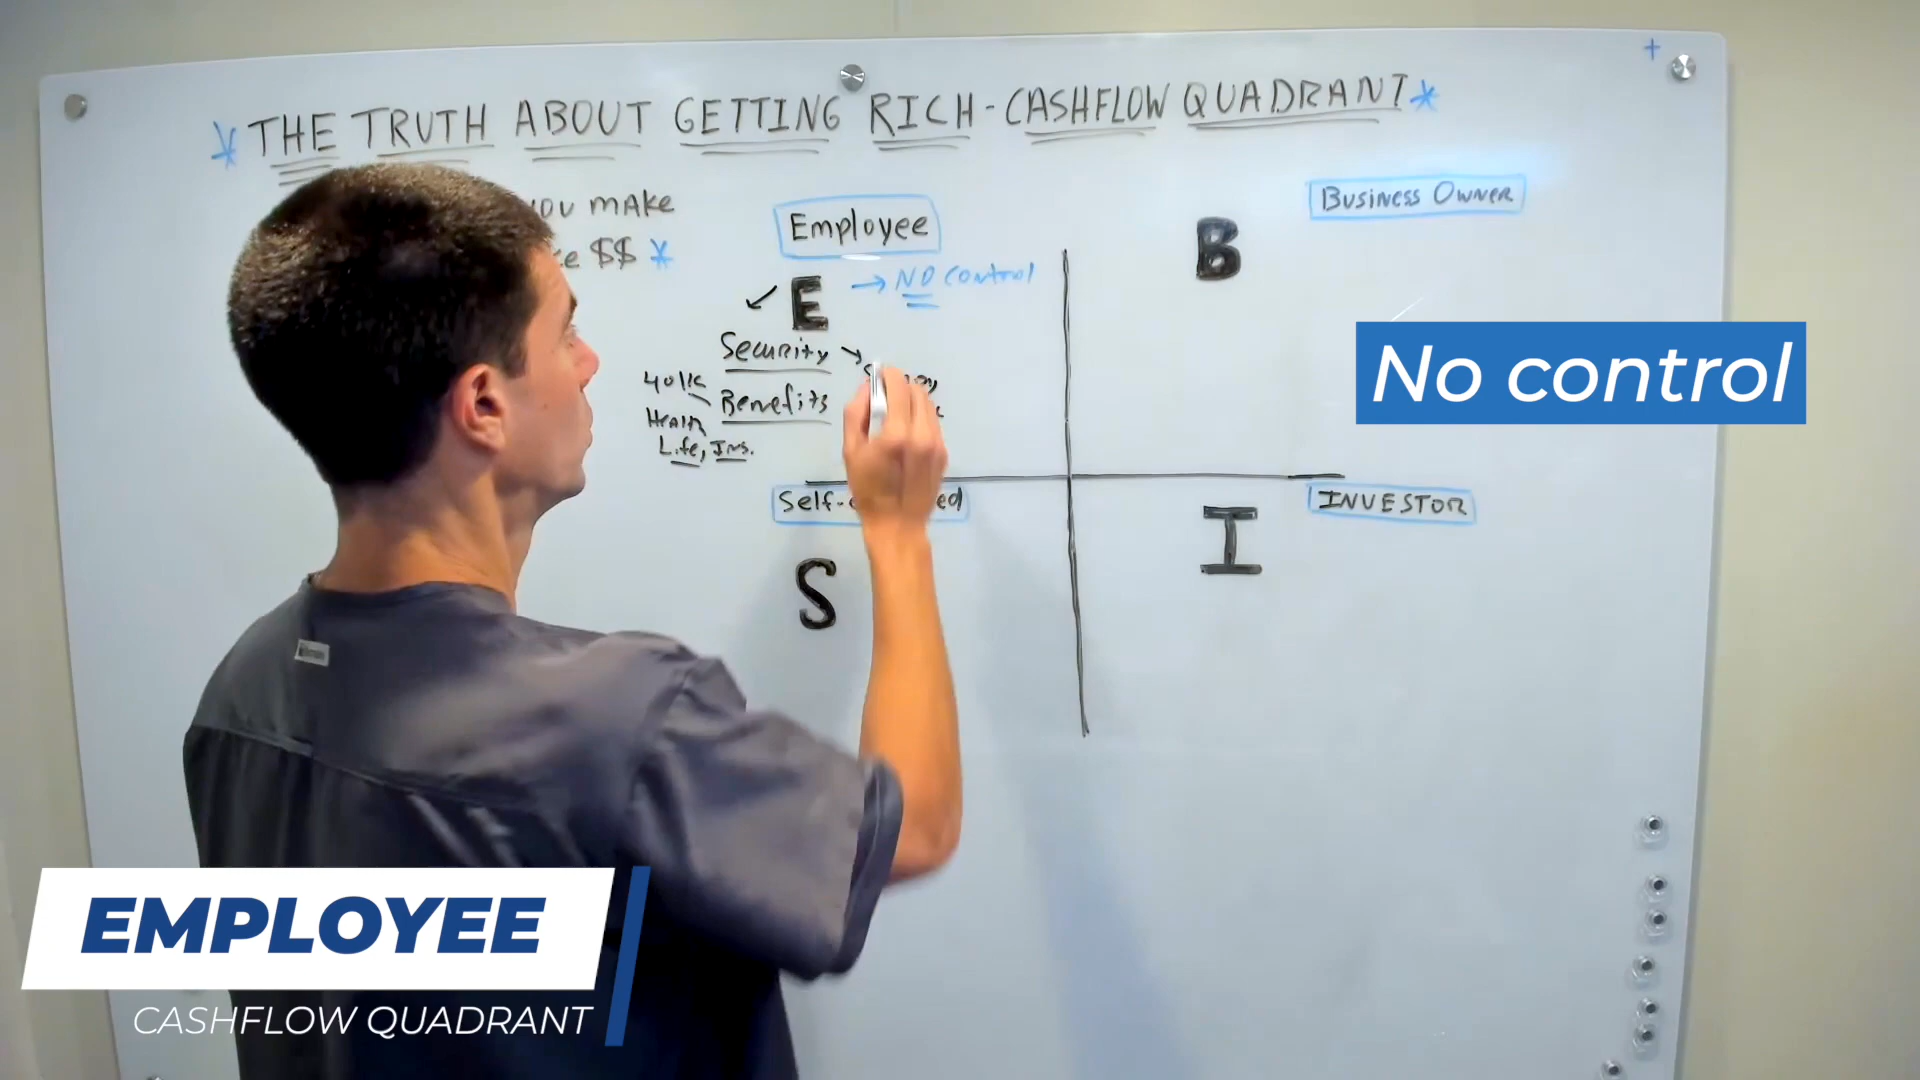 THE TRUTH ABOUT GETTING RICH - CASHFLOW QUADRANT
YOU MAKE
$$
Employee
E
→ NO control
Security
Benefits
401K
Health
Life, Ins.
B
BUSINESS OWNER
No control
Self-
ed
S
I
INVESTOR
EMPLOYEE
CASHFLOW QUADRANT